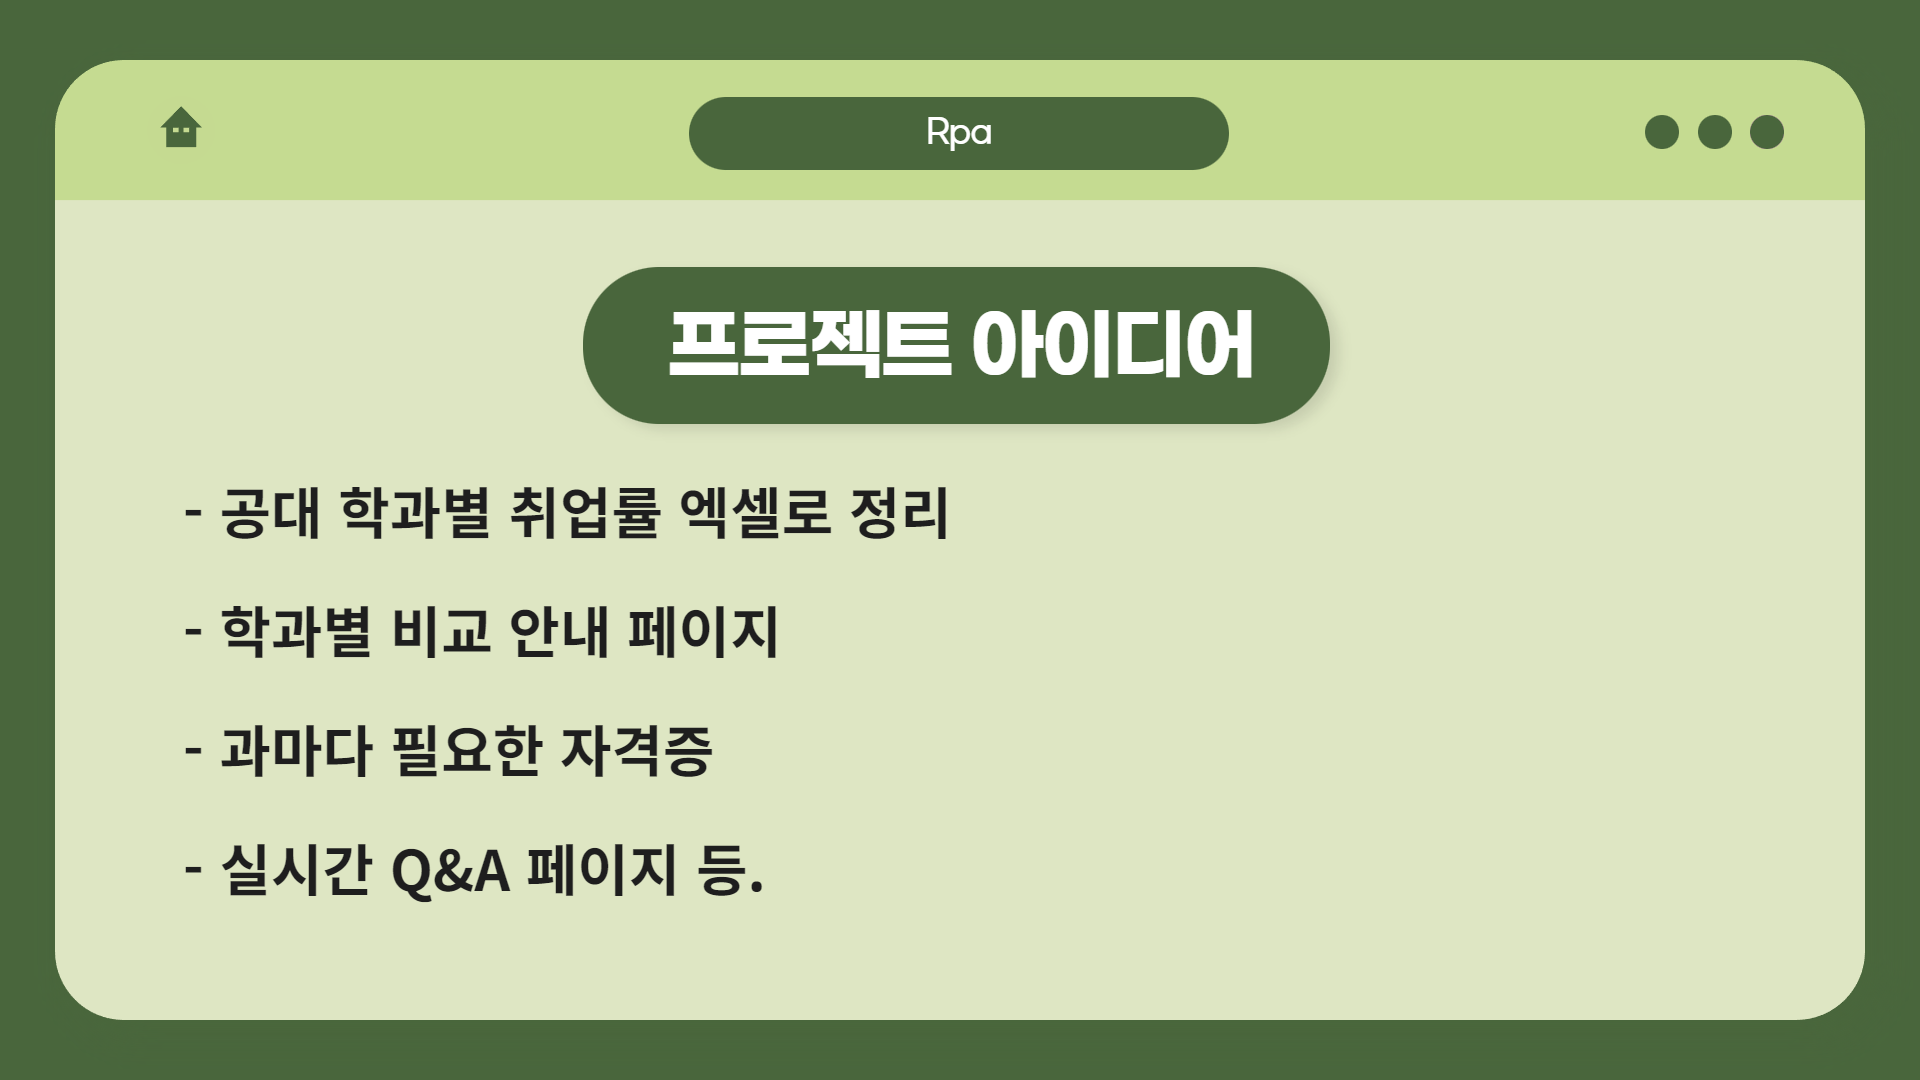 Rpa
프로젝트 아이디어
- 공대 학과별 취업률 엑셀로 정리
- 학과별 비교 안내 페이지
- 과마다 필요한 자격증
- 실시간 Q&A 페이지 등.